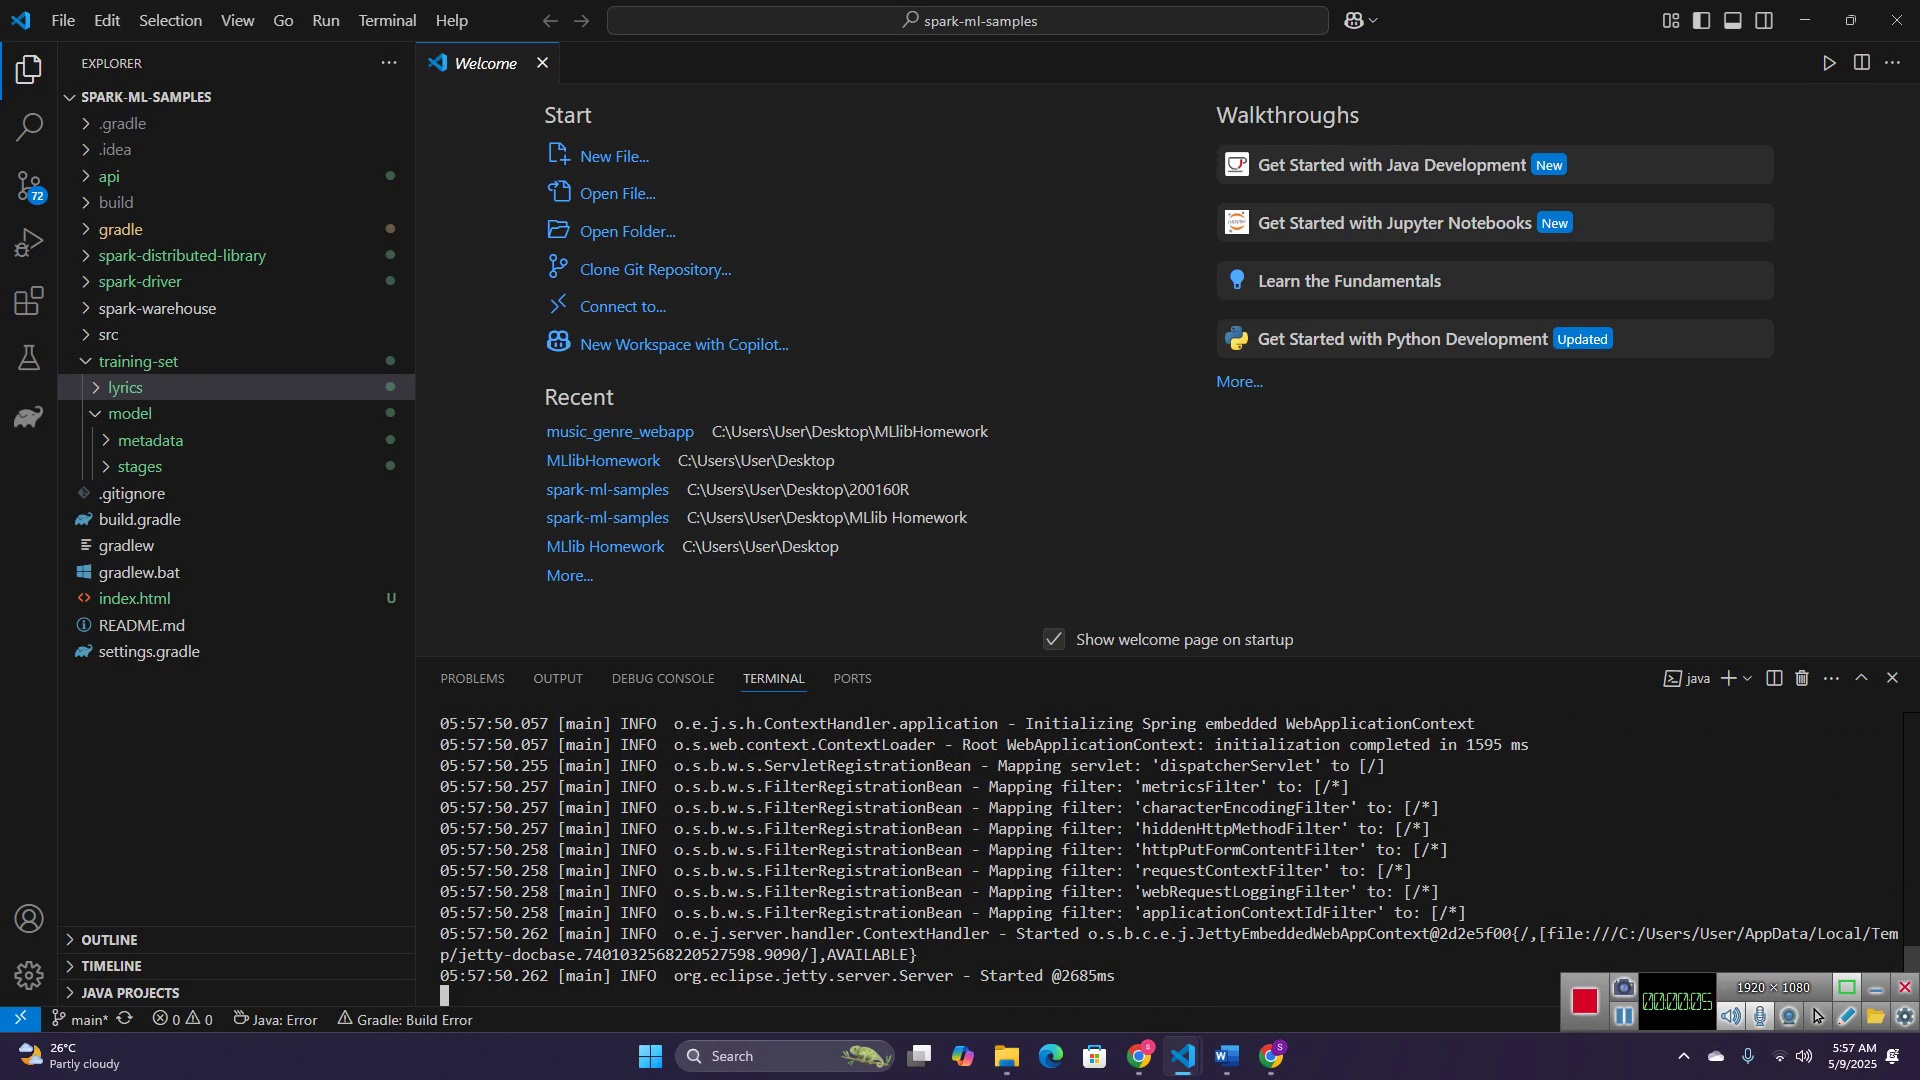 File Edit Selection View Go Run Terminal Help
spark-ml-samples
EXPLORER
SPARK-ML-SAMPLES
.gradle
.idea
api
build
gradle
spark-distributed-library
spark-driver
spark-warehouse
src
training-set
lyrics
model
metadata
stages
.gitignore
build.gradle
gradlew
gradlew.bat
index.html U
README.md
settings.gradle
OUTLINE
TIMELINE
JAVA PROJECTS
72
Welcome
Start
New File...
Open File...
Open Folder...
Clone Git Repository...
Connect to...
New Workspace with Copilot...
Recent
music_genre_webapp C:\Users\User\Desktop\MLlibHomework
MLlibHomework C:\Users\User\Desktop
spark-ml-samples C:\Users\User\Desktop\200160R
spark-ml-samples C:\Users\User\Desktop\MLlib Homework
MLlib Homework C:\Users\User\Desktop
More...
Walkthroughs
Get Started with Java Development New
Get Started with Jupyter Notebooks New
Learn the Fundamentals
Get Started with Python Development Updated
More...
Show welcome page on startup
PROBLEMS OUTPUT DEBUG CONSOLE TERMINAL PORTS
java
05:57:50.057 [main] INFO o.e.j.s.h.ContextHandler.application - Initializing Spring embedded WebApplicationContext
05:57:50.057 [main] INFO o.s.web.context.ContextLoader - Root WebApplicationContext: initialization completed in 1595 ms
05:57:50.255 [main] INFO o.s.b.w.s.ServletRegistrationBean - Mapping servlet: 'dispatcherServlet' to [/]
05:57:50.257 [main] INFO o.s.b.w.s.FilterRegistrationBean - Mapping filter: 'metricsFilter' to: [/*]
05:57:50.257 [main] INFO o.s.b.w.s.FilterRegistrationBean - Mapping filter: 'characterEncodingFilter' to: [/*]
05:57:50.257 [main] INFO o.s.b.w.s.FilterRegistrationBean - Mapping filter: 'hiddenHttpMethodFilter' to: [/*]
05:57:50.258 [main] INFO o.s.b.w.s.FilterRegistrationBean - Mapping filter: 'httpPutFormContentFilter' to: [/*]
05:57:50.258 [main] INFO o.s.b.w.s.FilterRegistrationBean - Mapping filter: 'requestContextFilter' to: [/*]
05:57:50.258 [main] INFO o.s.b.w.s.FilterRegistrationBean - Mapping filter: 'webRequestLoggingFilter' to: [/*]
05:57:50.258 [main] INFO o.s.b.w.s.FilterRegistrationBean - Mapping filter: 'applicationContextIdFilter' to: [/*]
05:57:50.262 [main] INFO o.e.j.server.handler.ContextHandler - Started o.s.b.c.e.j.JettyEmbeddedWebAppContext@2d2e5f00{/,[file:///C:/Users/User/AppData/Local/Tem
p/jetty-docbase.7401032568220527598.9090/],AVAILABLE}
05:57:50.262 [main] INFO org.eclipse.jetty.server.Server - Started @2685ms
1920 × 1080
00:00:05
main* 0 0 Java: Error Gradle: Build Error
26°C
Partly cloudy
Search
5:57 AM
5/9/2025